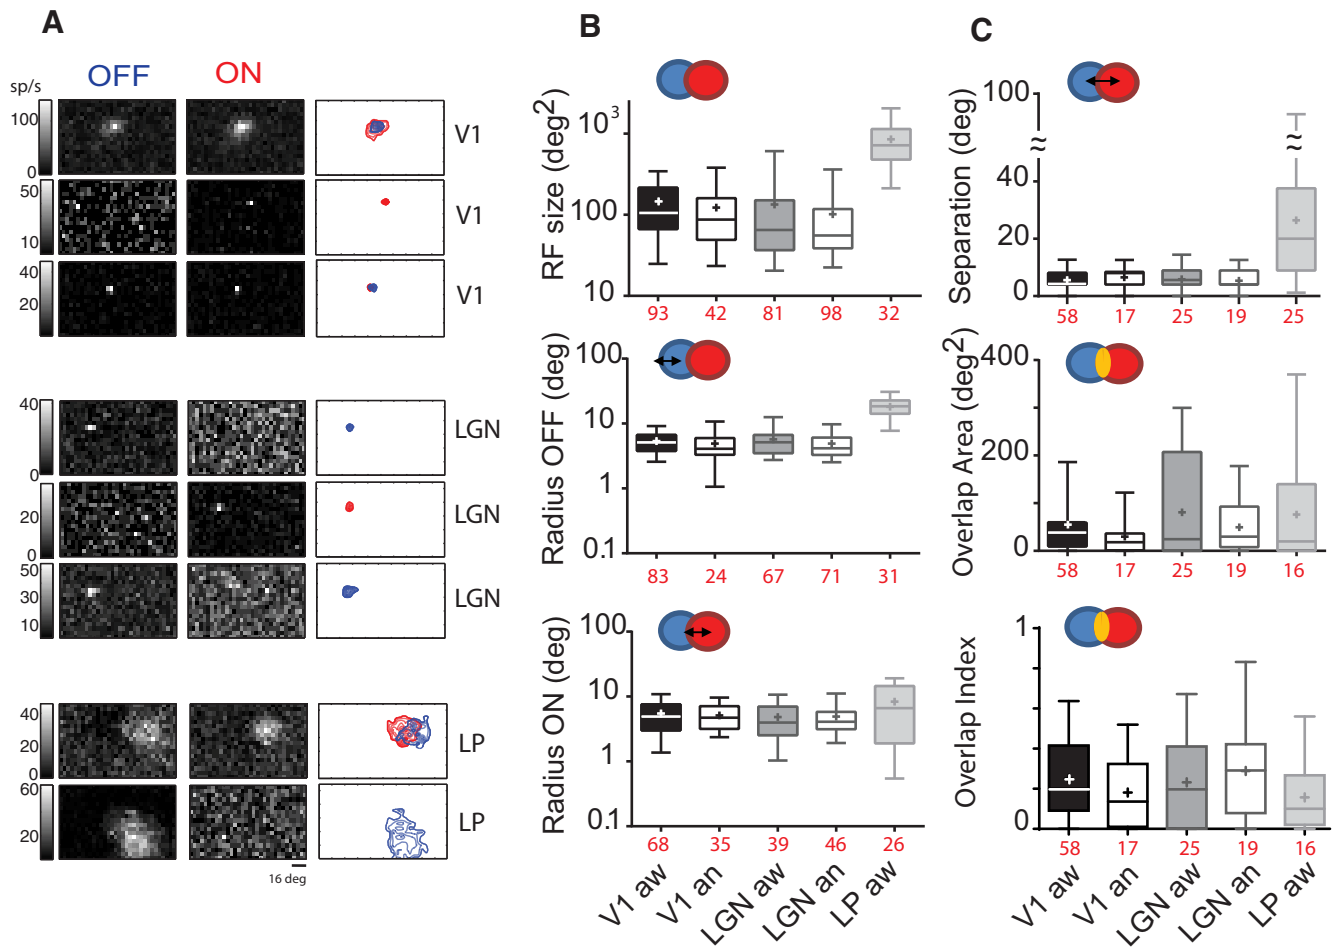 A
OFF
ON
sp/s
100
0
V1
50
10
V1
40
20
V1
40
0
LGN
20
0
LGN
50
30
10
LGN
40
20
0
LP
60
20
LP
16 deg
B
RF size (deg2)
10 3
100
10
93 42 81 98 32
Radius OFF (deg)
100
10
1
0.1
83 24 67 71 31
Radius ON (deg)
100
10
1
0.1
68 35 39 46 26
V1 aw
V1 an
LGN aw
LGN an
LP aw
C
Separation (deg)
100
≈ ≈
40
20
0
58 17 25 19 25
Overlap Area (deg2)
400
200
0
58 17 25 19 16
Overlap Index
1
0
58 17 25 19 16
V1 aw
V1 an
LGN aw
LGN an
LP aw